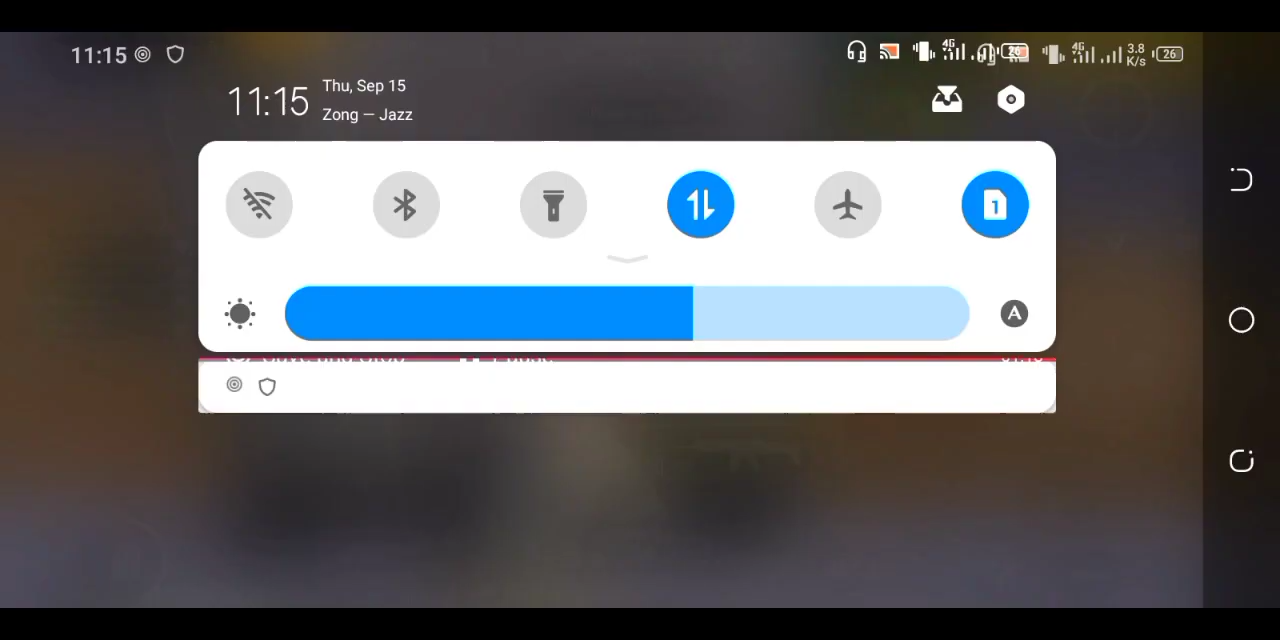 11:15
4G
26
4G
3.8
K/s
26
11:15
Thu, Sep 15
Zong — Jazz
1
A